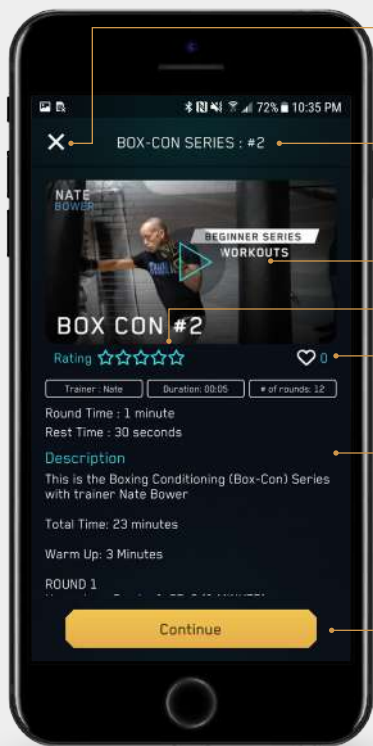 72% 10:35 PM
BOX-CON SERIES : #2
NATE
BOWER
BEGINNER SERIES
WORKOUTS
BOX CON #2
Rating 0
Trainer : Nate Duration: 00:05 # of rounds: 12
Round Time : 1 minute
Rest Time : 30 seconds
Description
This is the Boxing Conditioning (Box-Con) Series
with trainer Nate Bower
Total Time: 23 minutes
Warm Up: 3 Minutes
ROUND 1
Continue